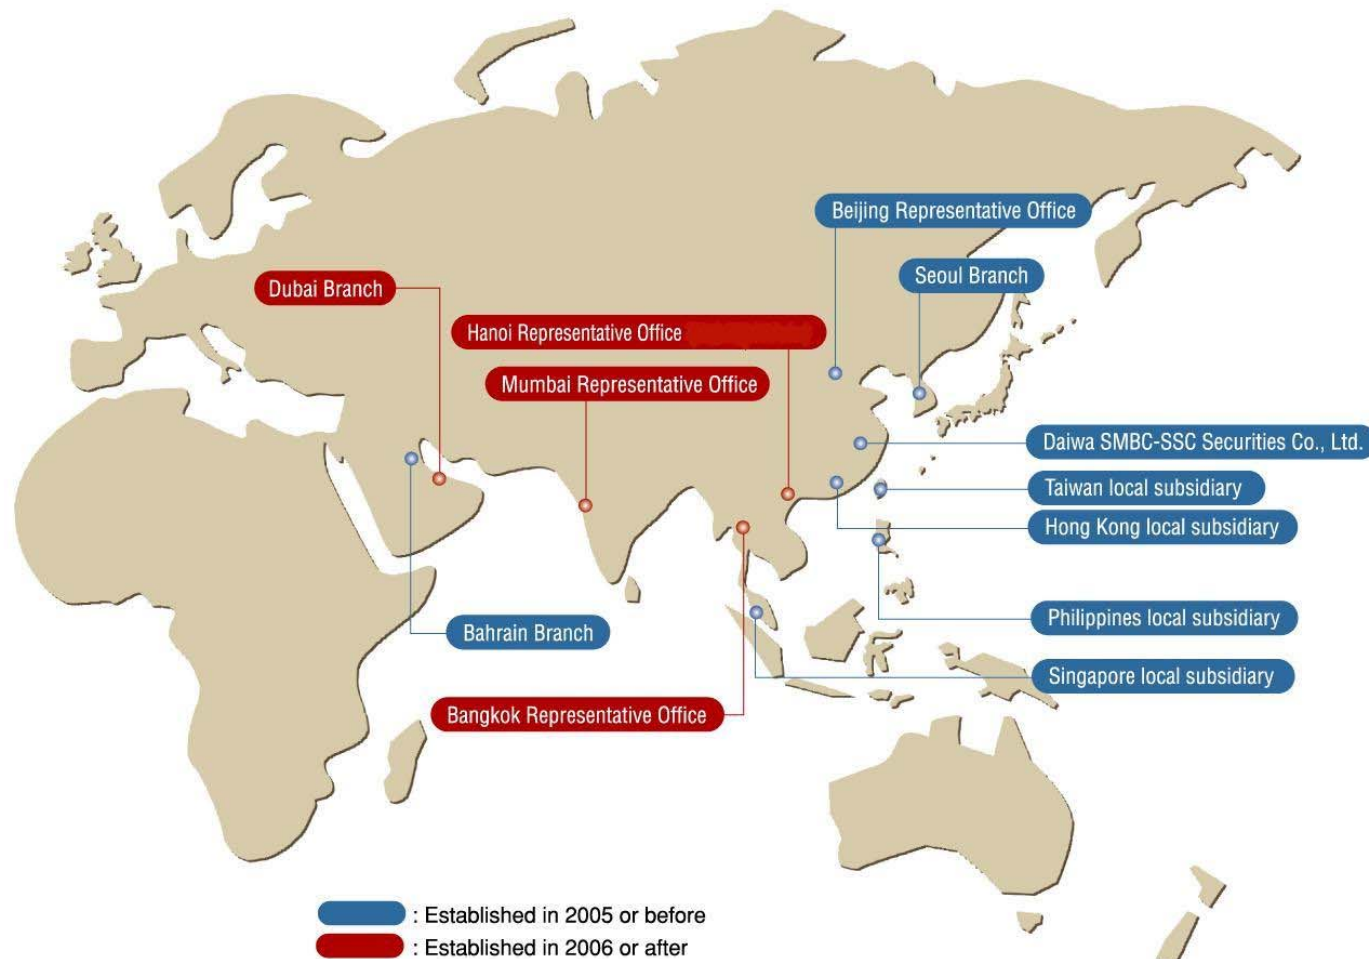 Beijing Representative Office
Seoul Branch
Dubai Branch
Hanoi Representative Office
Mumbai Representative Office
Daiwa SMBC-SSC Securities Co., Ltd.
Taiwan local subsidiary
Hong Kong local subsidiary
Bahrain Branch
Philippines local subsidiary
Singapore local subsidiary
Bangkok Representative Office
: Established in 2005 or before
: Established in 2006 or after